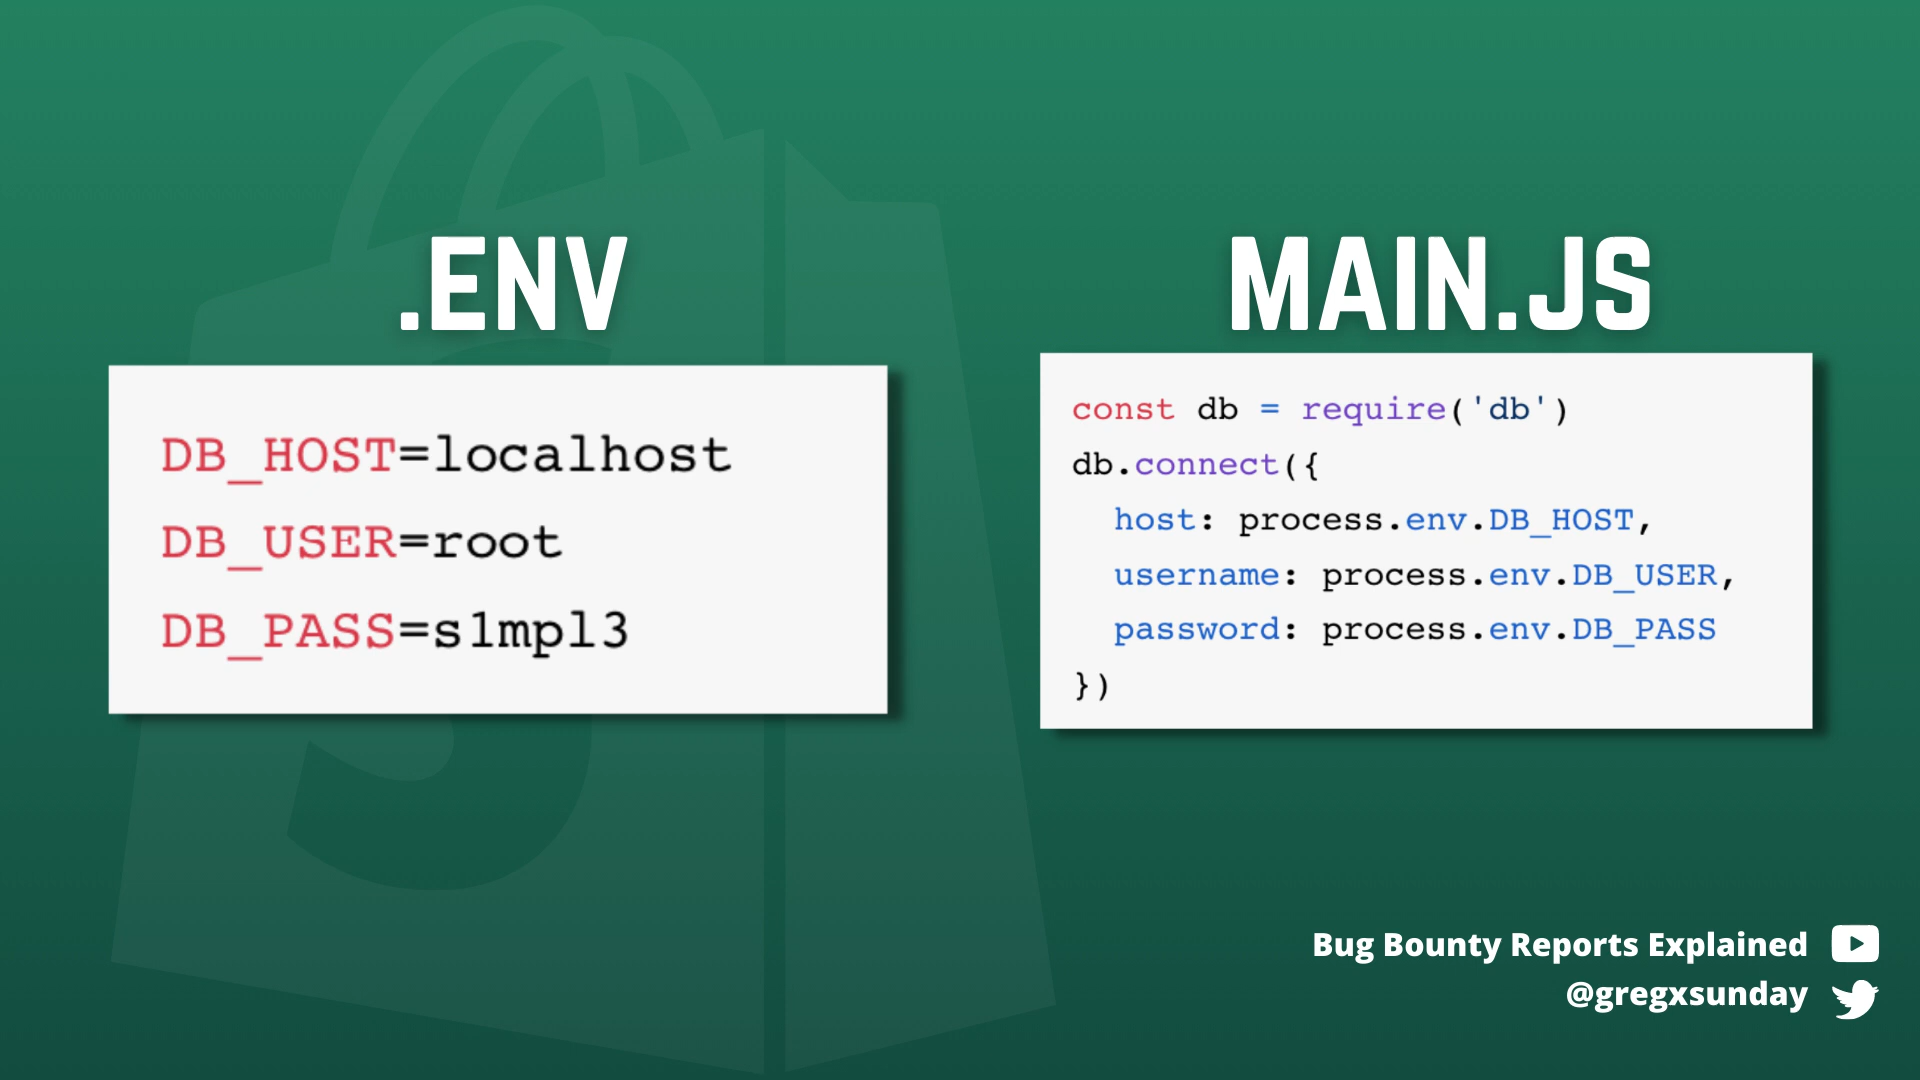 .ENV
DB_HOST=localhost
DB_USER=root
DB_PASS=s1mpl3
MAIN.JS
const db = require('db')
db.connect({
  host: process.env.DB_HOST,
  username: process.env.DB_USER,
  password: process.env.DB_PASS
})
Bug Bounty Reports Explained
@gregxsunday